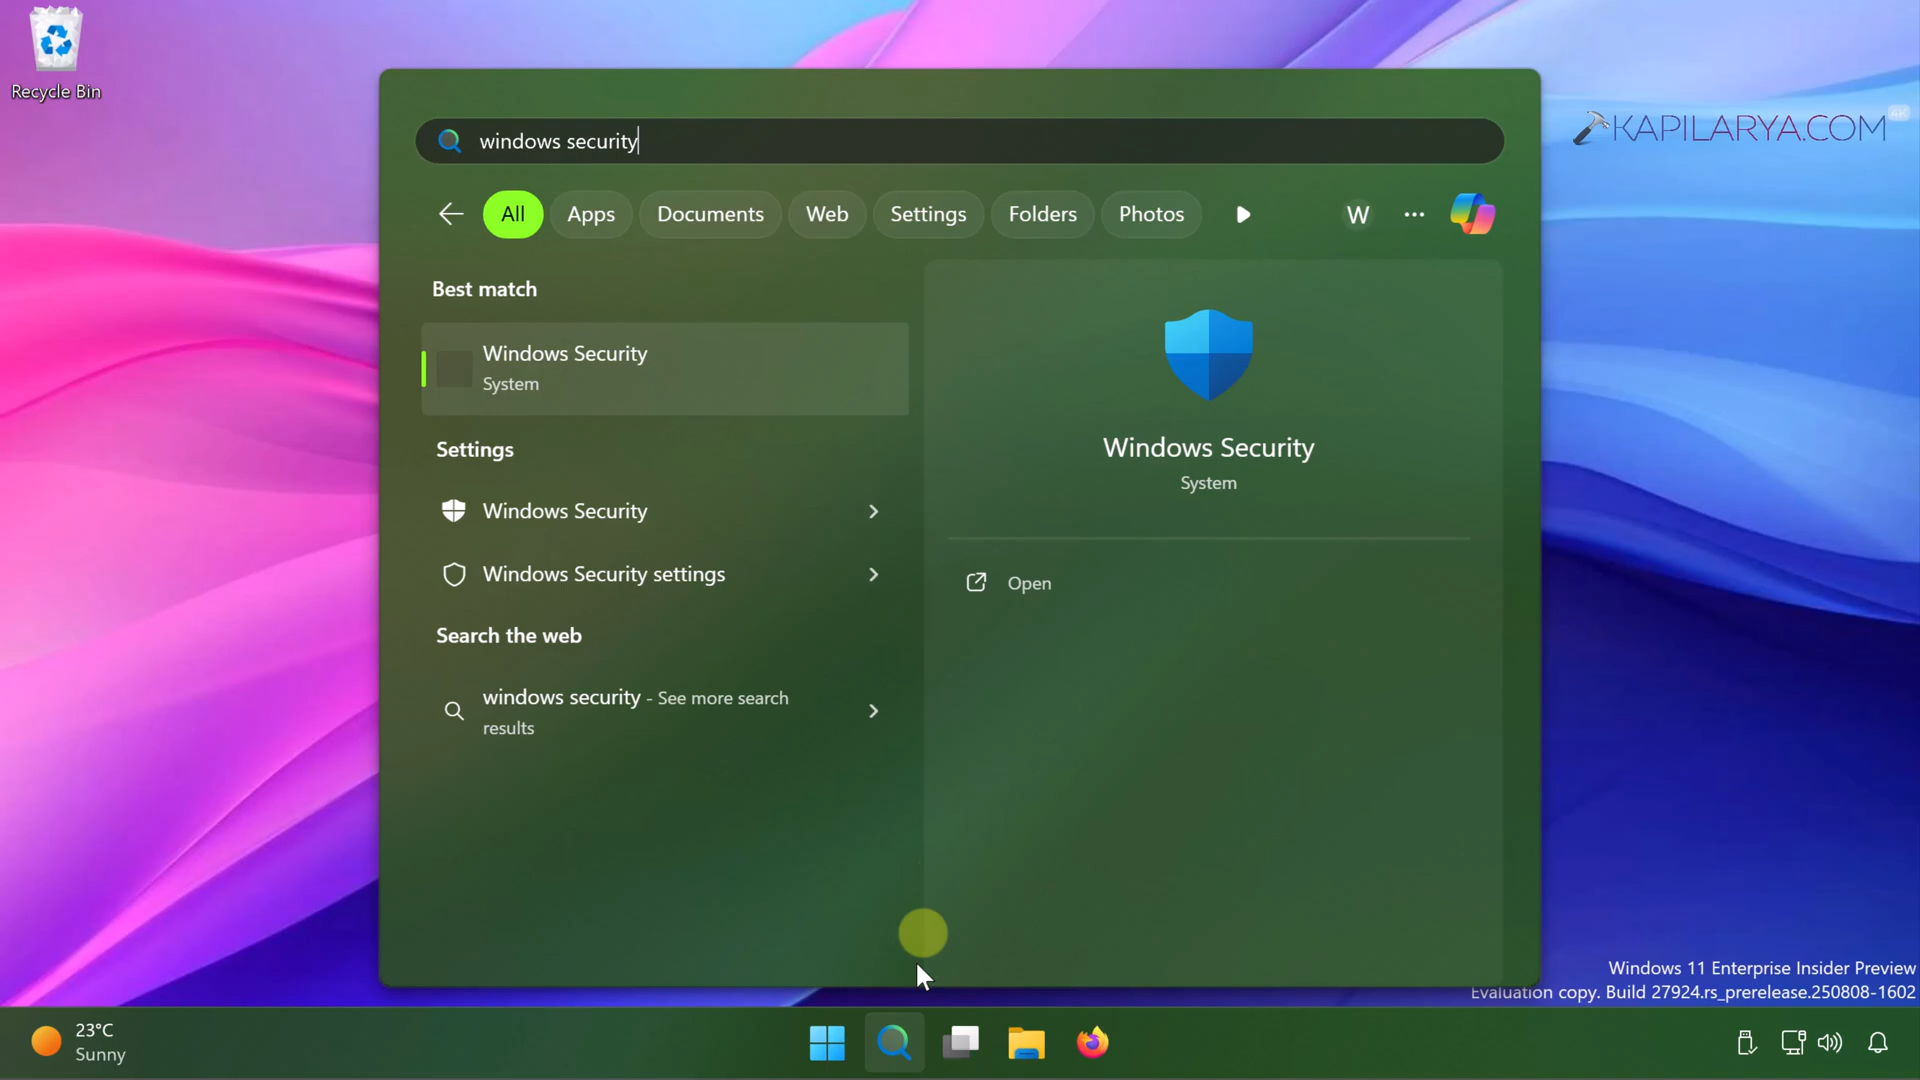 Recycle Bin
windows security
KAPILARYA.COM
4K
All Apps Documents Web Settings Folders Photos W
Best match
Windows Security
System
Settings
Windows Security
Windows Security settings
Search the web
windows security - See more search
results
Windows Security
System
Open
Windows 11 Enterprise Insider Preview
Evaluation copy. Build 27924.rs_prerelease.250808-1602
23°C
Sunny